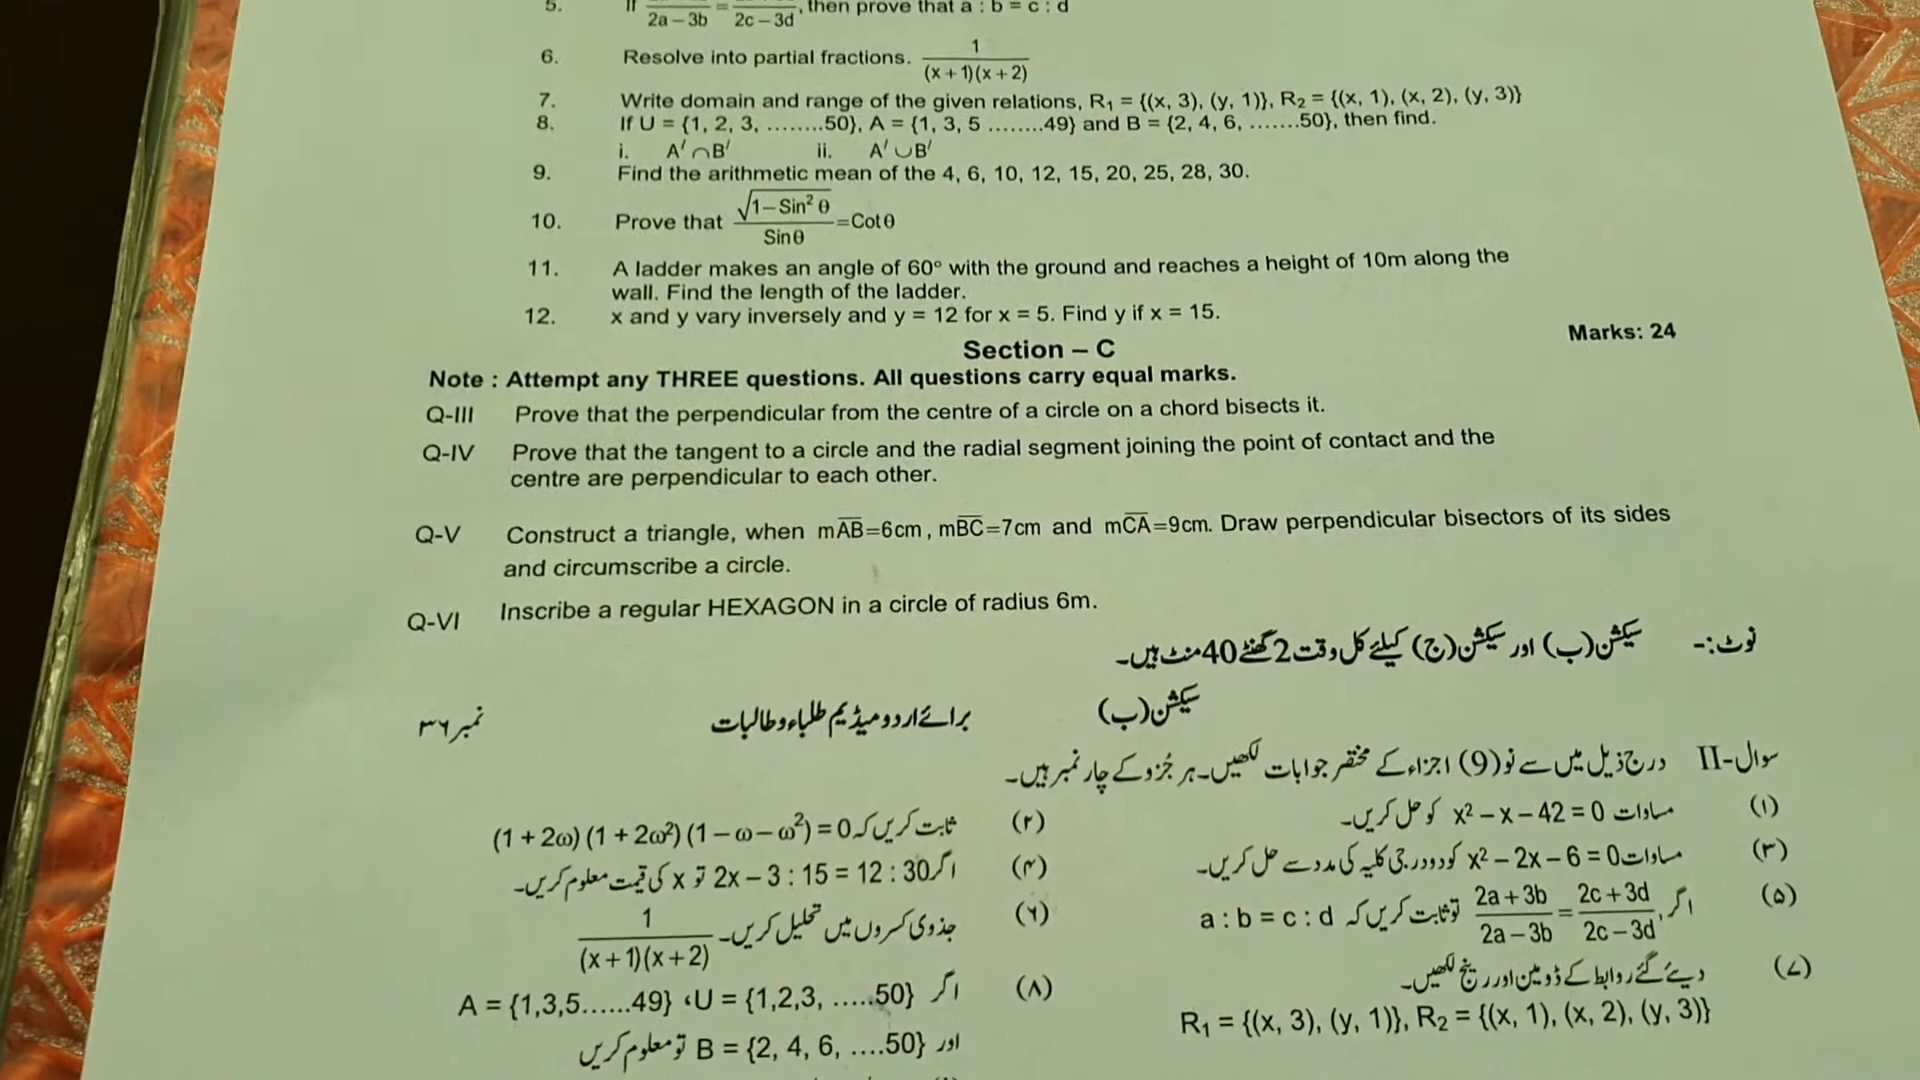 5. If 2a – 3b = 2c – 3d, then prove that a : b = c : d
6. Resolve into partial fractions. 1/(x + 1)(x + 2)
7. Write domain and range of the given relations, R₁ = {(x, 3), (y, 1)}, R₂ = {(x, 1), (x, 2), (y, 3)}
8. If U = {1, 2, 3, ........50}, A = {1, 3, 5 ........49} and B = {2, 4, 6, .......50}, then find.
i. A′∩B′ ii. A′∪B′
9. Find the arithmetic mean of the 4, 6, 10, 12, 15, 20, 25, 28, 30.
10. Prove that √(1–Sin² θ)/Sin θ = Cot θ
11. A ladder makes an angle of 60° with the ground and reaches a height of 10m along the
wall. Find the length of the ladder.
12. x and y vary inversely and y = 12 for x = 5. Find y if x = 15.
Marks: 24
Section – C
Note : Attempt any THREE questions. All questions carry equal marks.
Q-III Prove that the perpendicular from the centre of a circle on a chord bisects it.
Q-IV Prove that the tangent to a circle and the radial segment joining the point of contact and the
centre are perpendicular to each other.
Q-V Construct a triangle, when mA̅B̅=6cm, mB̅C̅=7cm and mC̅A̅=9cm. Draw perpendicular bisectors of its sides
and circumscribe a circle.
Q-VI Inscribe a regular HEXAGON in a circle of radius 6m.
نوٹ:- سیکشن (ب) اور سیکشن (ج) کیلئے کل وقت 2 گھنٹے 40 منٹ ہیں۔
سیکشن (ب) برائے اردو میڈیم طلباء و طالبات نمبر ۳۶
سوال-II درج ذیل میں سے نو (9) اجزاء کے مختصر جوابات لکھیں۔ ہر جُزو کے چار نمبر ہیں۔
(۱) مساوات x² – x – 42 = 0 کو حل کریں۔
(۲) ثابت کریں کہ (1 + 2ω) (1 + 2ω²) (1 – ω – ω²) = 0
(۳) مساوات x² – 2x – 6 = 0 کو دو درجی کلیہ کی مدد سے حل کریں۔
(۴) اگر 2x – 3 : 15 = 12 : 30 تو x کی قیمت معلوم کریں۔
(۵) اگر, (2a + 3b)/(2a – 3b) = (2c + 3d)/(2c – 3d) تو ثابت کریں کہ a : b = c : d
(۶) جذوی کسروں میں تحلیل کریں۔ 1/(x + 1)(x + 2)
(۷) دیئے گئے روابط کے ڈومین اور رینج لکھیں۔
R₁ = {(x, 3), (y, 1)}, R₂ = {(x, 1), (x, 2), (y, 3)}
(۸) اگر U = {1,2,3, .....50}، A = {1,3,5......49}
اور B = {2, 4, 6, ....50} تو معلوم کریں